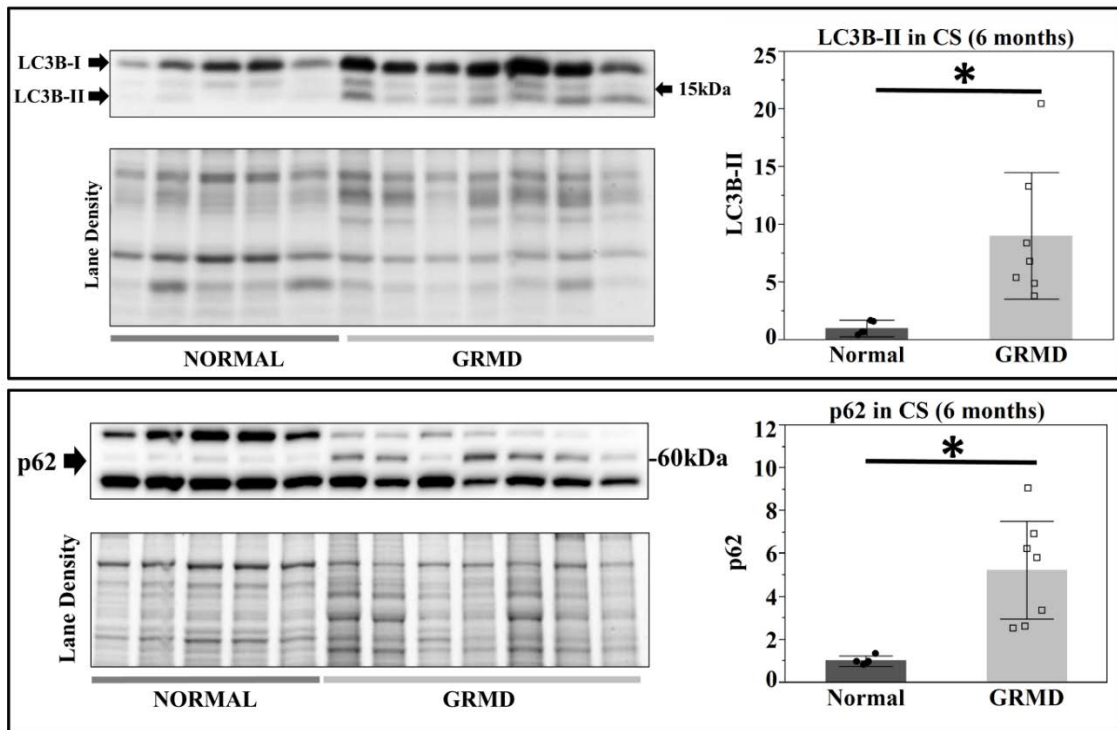 LC3B-I
LC3B-II
15kDa
Lane Density
NORMAL
GRMD
LC3B-II in CS (6 months)
*
LC3B-II
25
20
15
10
5
0
Normal
GRMD
p62
-60kDa
Lane Density
NORMAL
GRMD
p62 in CS (6 months)
*
p62
12
10
8
6
4
2
0
Normal
GRMD